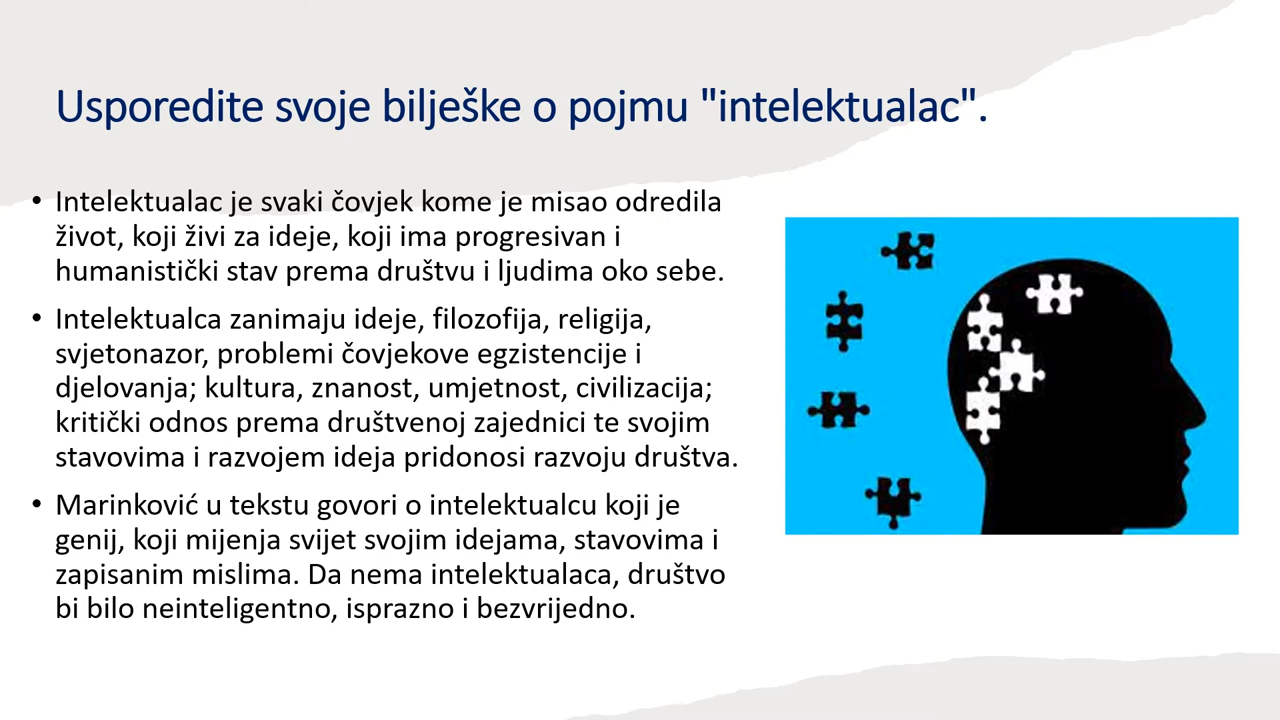 Usporedite svoje bilješke o pojmu "intelektualac".
• Intelektualac je svaki čovjek kome je misao odredila
život, koji živi za ideje, koji ima progresivan i
humanistički stav prema društvu i ljudima oko sebe.
• Intelektualca zanimaju ideje, filozofija, religija,
svjetonazor, problemi čovjekove egzistencije i
djelovanja; kultura, znanost, umjetnost, civilizacija;
kritički odnos prema društvenoj zajednici te svojim
stavovima i razvojem ideja pridonosi razvoju društva.
• Marinković u tekstu govori o intelektualcu koji je
genij, koji mijenja svijet svojim idejama, stavovima i
zapisanim mislima. Da nema intelektualaca, društvo
bi bilo neinteligentno, isprazno i bezvrijedno.